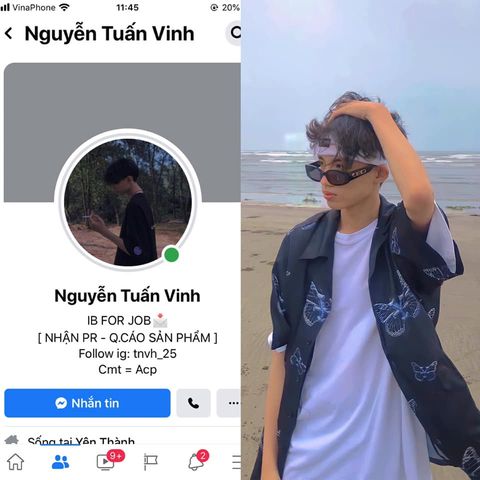 VinaPhone
11:45
20%
Nguyễn Tuấn Vinh
Nguyễn Tuấn Vinh
IB FOR JOB
[ NHẬN PR - Q.CÁO SẢN PHẨM ]
Follow ig: tnvh_25
Cmt = Acp
Nhắn tin
Sống tại Yên Thành
9+
2